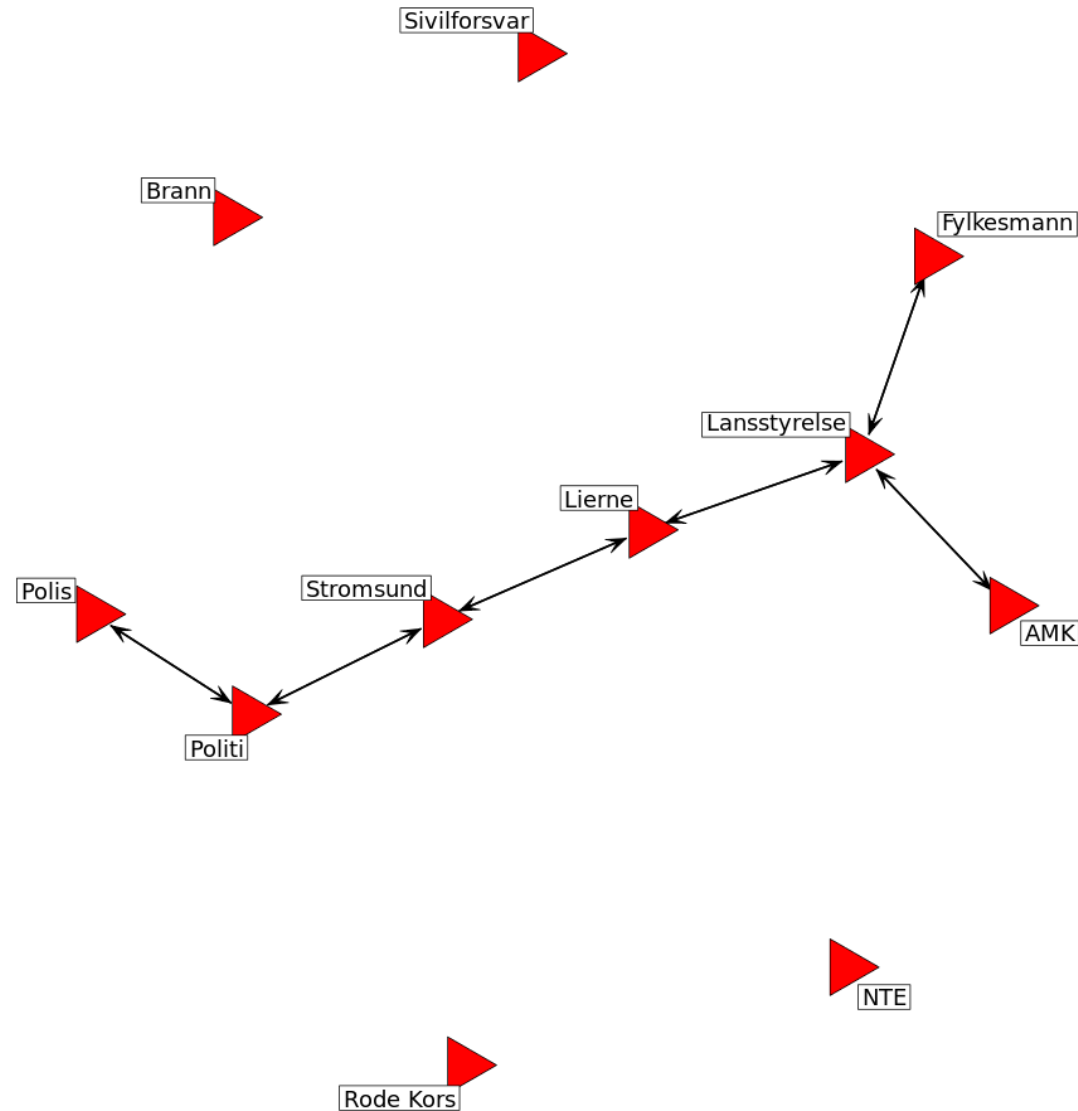 Sivilforsvar
Brann
Fylkesmann
Lansstyrelse
Lierne
Stromsund
Polis
AMK
Politi
NTE
Rode Kors